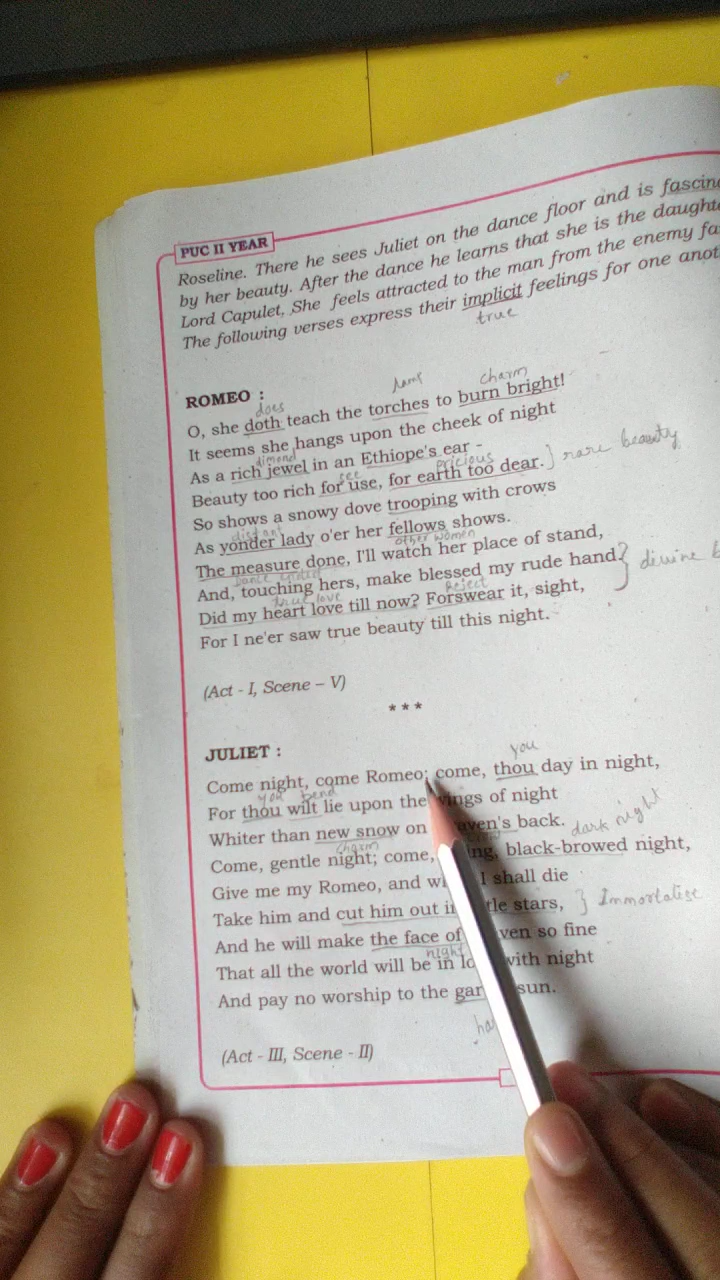 PUC II YEAR
Roseline. There he sees Juliet on the dance floor and is fascin
by her beauty. After the dance he learns that she is the daught
Lord Capulet, She feels attracted to the man from the enemy fa
The following verses express their implicit feelings for one anot
true
ROMEO :
does lamp charm
O, she doth teach the torches to burn bright!
It seems she hangs upon the cheek of night
As a rich jewel in an Ethiope's ear -
dimond see pricious
Beauty too rich for use, for earth too dear. } rare beauty
So shows a snowy dove trooping with crows
distant
As yonder lady o'er her fellows shows.
other women
The measure done, I'll watch her place of stand,
Dance
And, touching hers, make blessed my rude hand? } divine b
true love Reject
Did my heart love till now? Forswear it, sight,
For I ne'er saw true beauty till this night.
(Act - I, Scene – V)
***
JULIET :
you
Come night, come Romeo; come, thou day in night,
you bend
For thou wilt lie upon the wings of night
Whiter than new snow on aven's back. dark night
charm
Come, gentle night; come, ing, black-browed night,
Give me my Romeo, and w I shall die
Take him and cut him out i tle stars, } Immortalise
And he will make the face of ven so fine
night
That all the world will be in lo with night
And pay no worship to the gar sun.
ha
(Act - III, Scene - II)